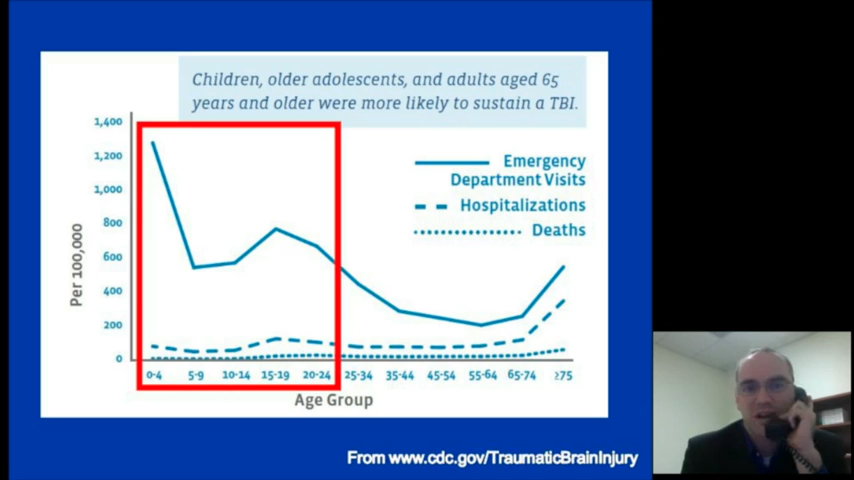 Children, older adolescents, and adults aged 65
years and older were more likely to sustain a TBI.
1,400
1,200
1,000
800
600
400
200
0
Per 100,000
Emergency
Department Visits
Hospitalizations
Deaths
0-4 5-9 10-14 15-19 20-24 25-34 35-44 45-54 55-64 65-74 ≥75
Age Group
From www.cdc.gov/TraumaticBrainInjury